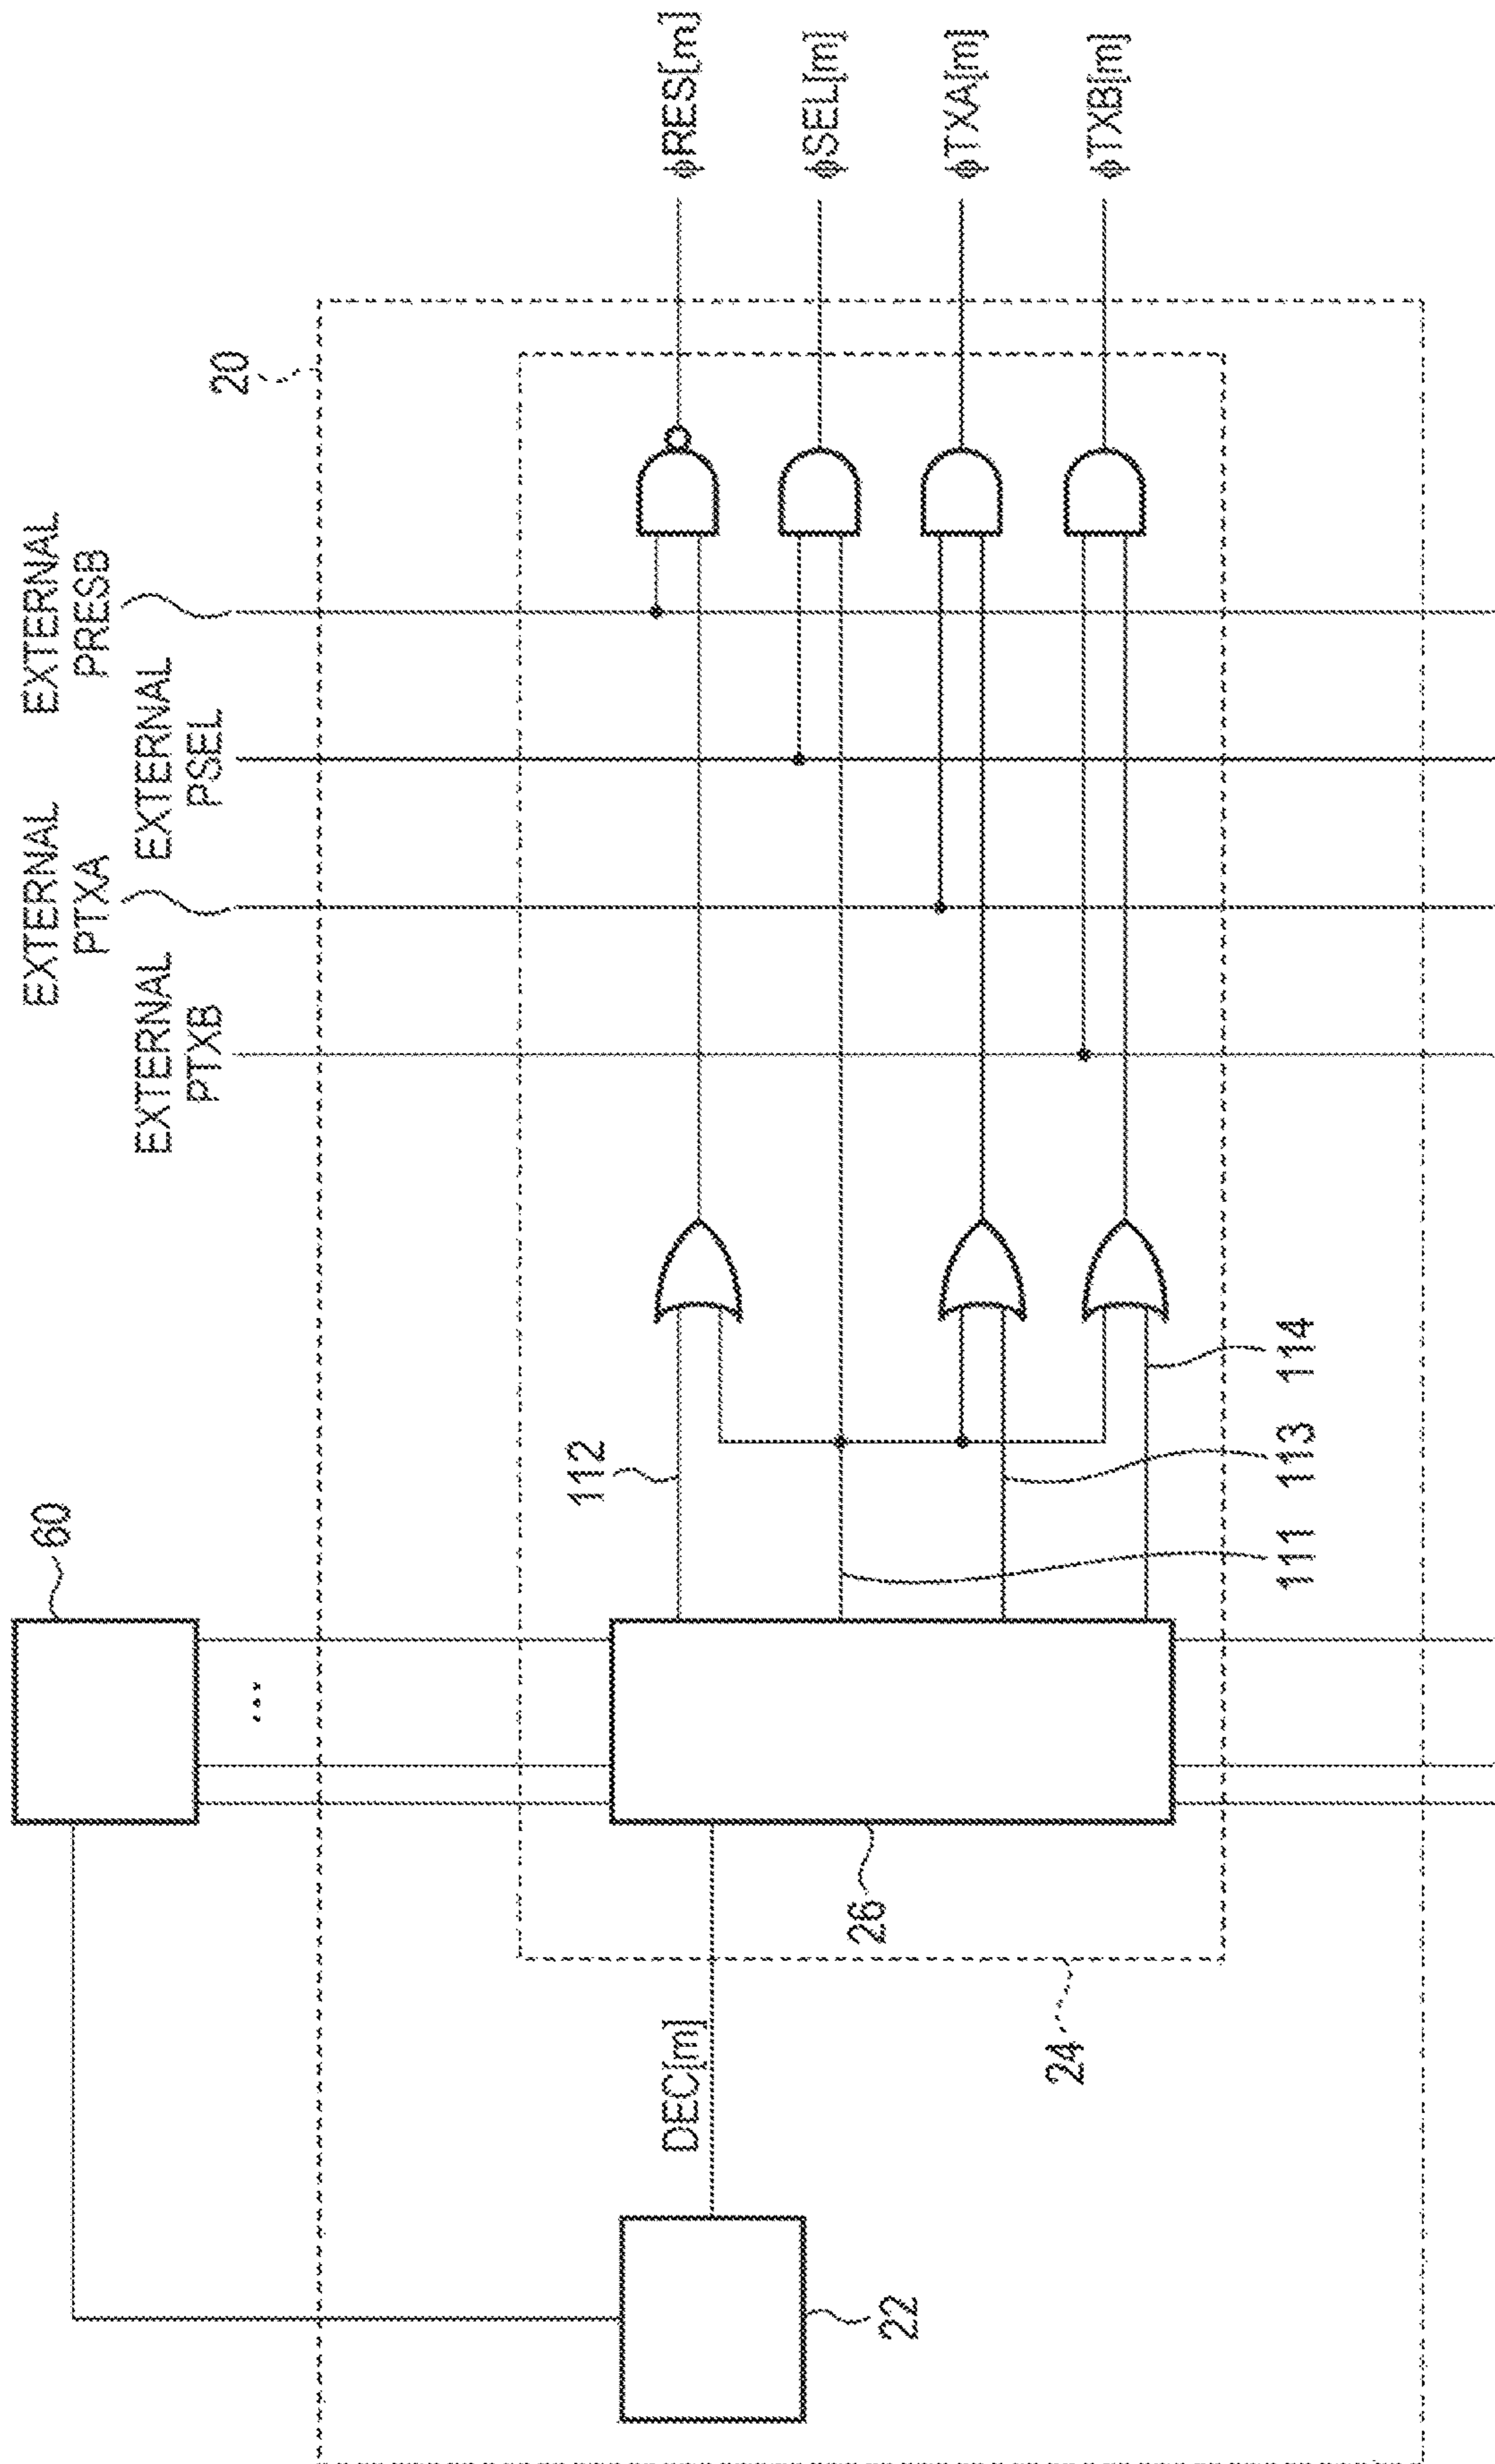 60
EXTERNAL
PTXB
EXTERNAL
PTXA
EXTERNAL
PSEL
EXTERNAL
PRESB
20
112
ϕRES[m]
ϕSEL[m]
ϕTXA[m]
ϕTXB[m]
DEC[m]
22
24
26
111
113
114